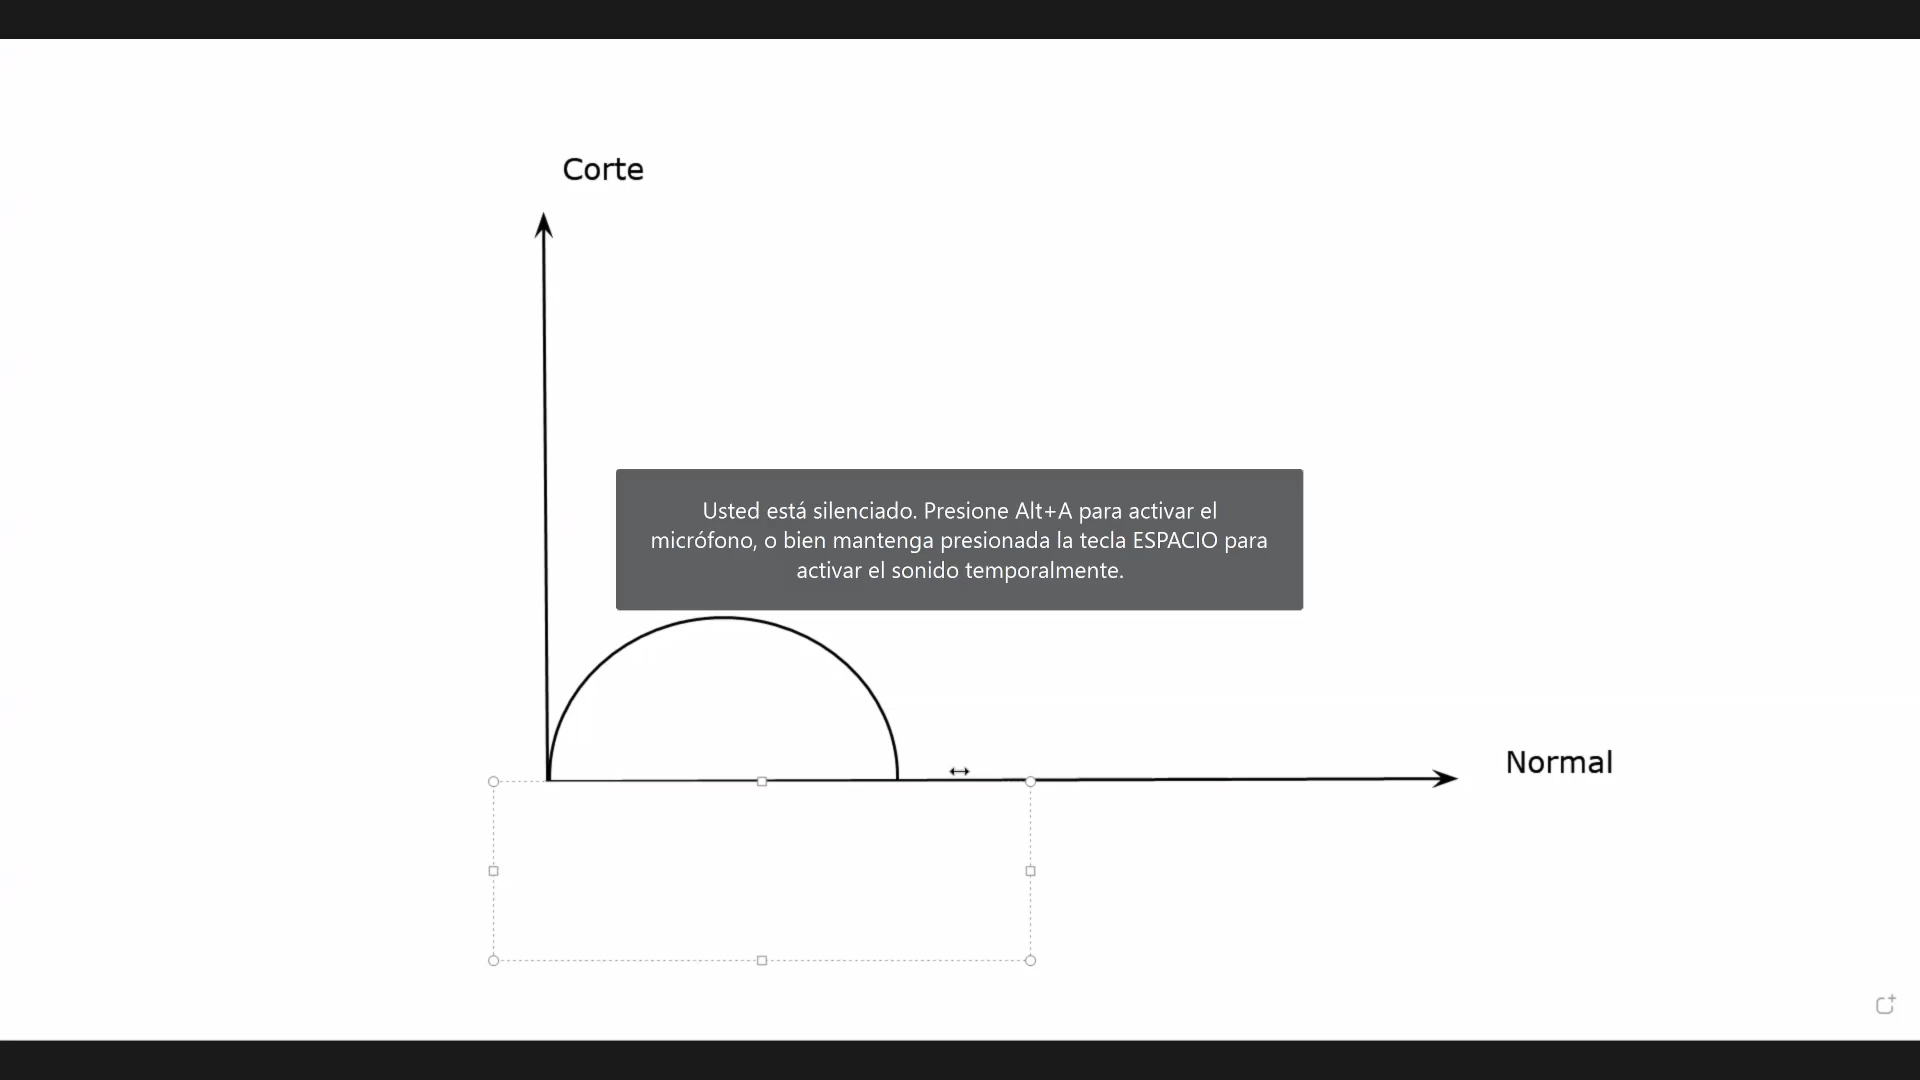 Corte
Usted está silenciado. Presione Alt+A para activar el
micrófono, o bien mantenga presionada la tecla ESPACIO para
activar el sonido temporalmente.
Normal